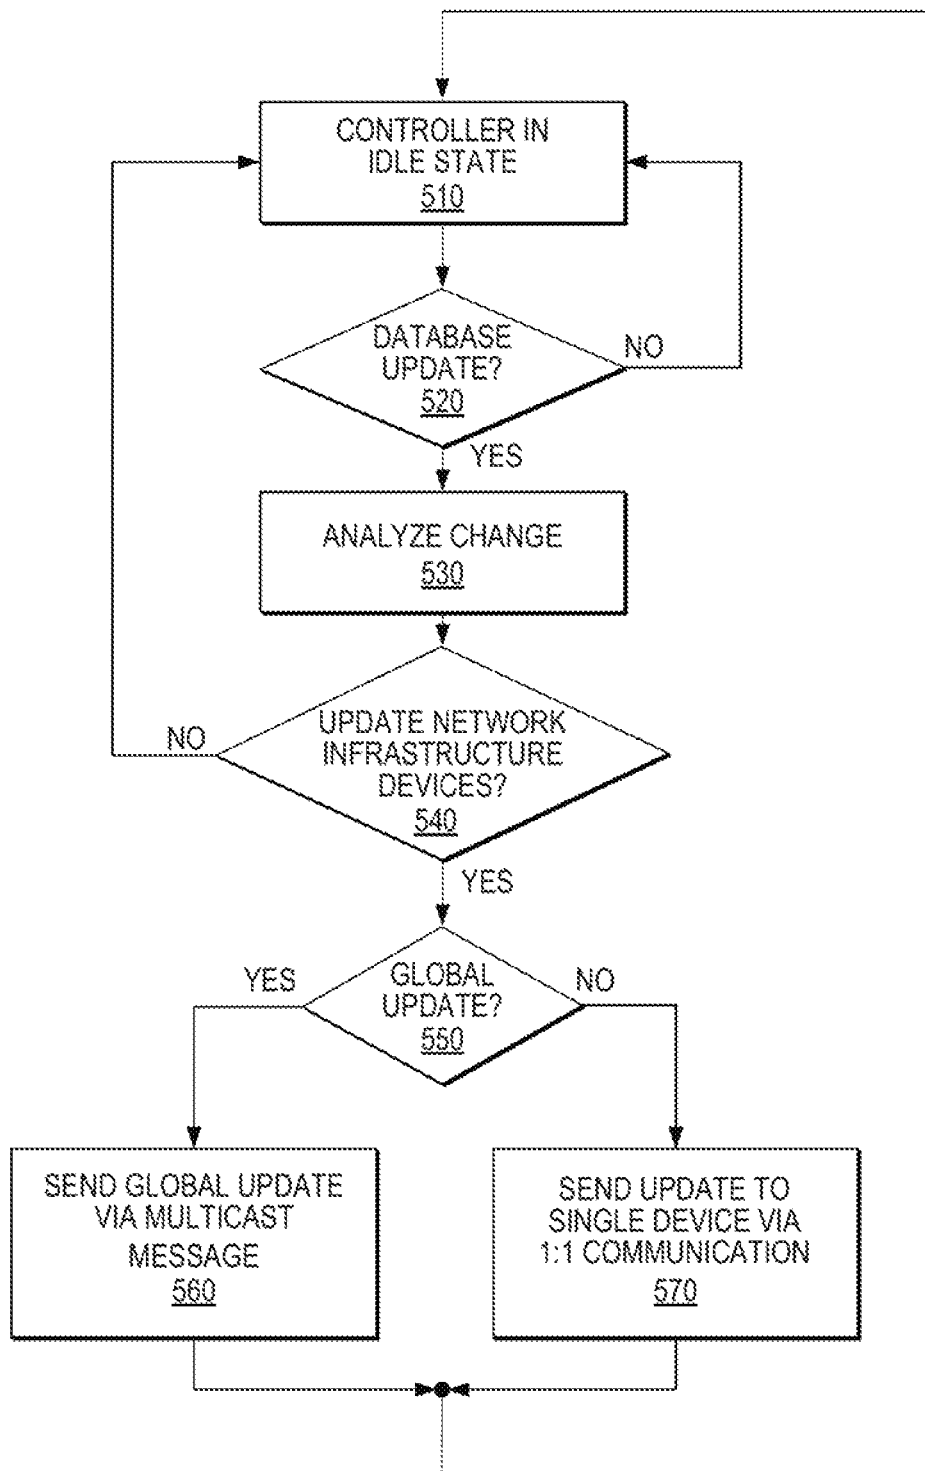 CONTROLLER IN
IDLE STATE
510
DATABASE
UPDATE?
520
NO
YES
ANALYZE CHANGE
530
NO
UPDATE NETWORK
INFRASTRUCTURE
DEVICES?
540
YES
YES
GLOBAL
UPDATE?
550
NO
SEND GLOBAL UPDATE
VIA MULTICAST
MESSAGE
560
SEND UPDATE TO
SINGLE DEVICE VIA
1:1 COMMUNICATION
570